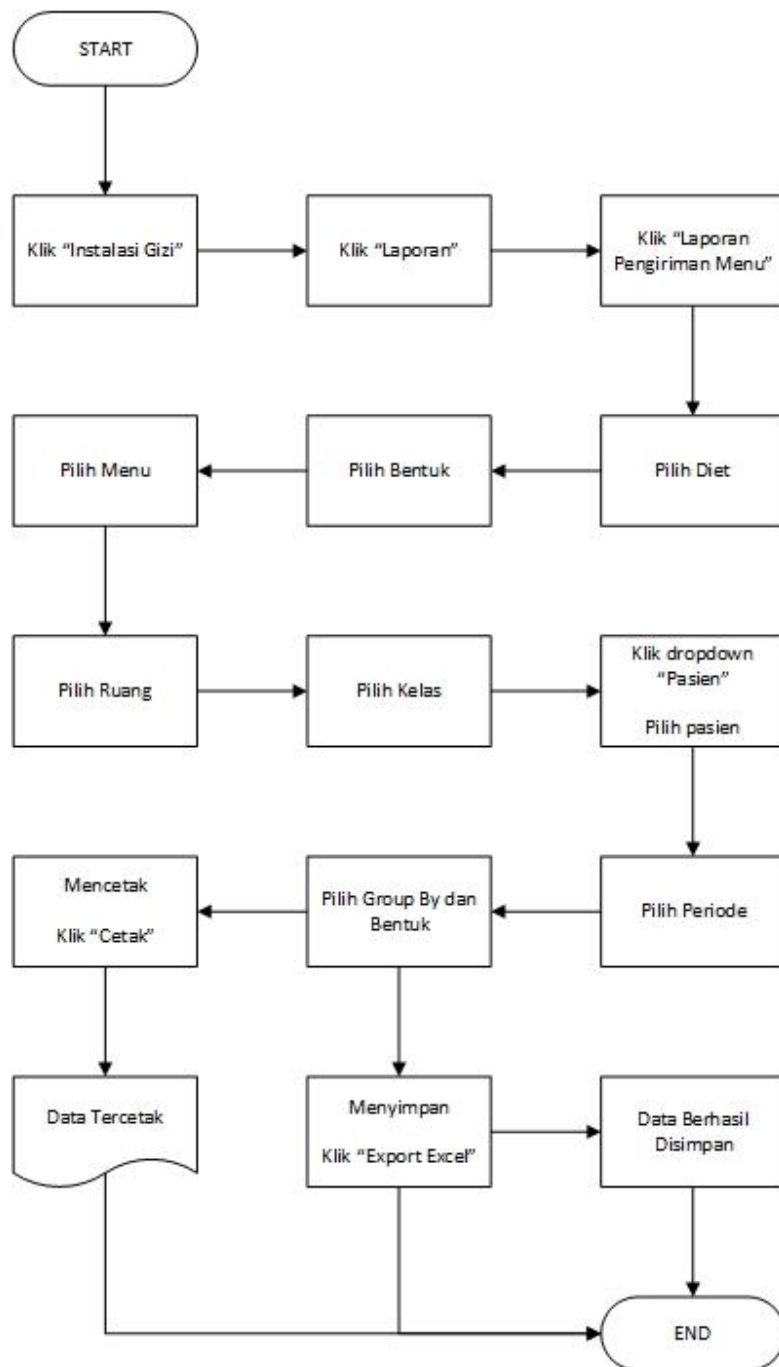 START
Klik “Instalasi Gizi”
Klik “Laporan”
Klik “Laporan
Pengiriman Menu”
Pilih Menu
Pilih Bentuk
Pilih Diet
Pilih Ruang
Pilih Kelas
Klik dropdown
“Pasien”
Pilih pasien
Mencetak
Klik “Cetak”
Pilih Group By dan
Bentuk
Pilih Periode
Data Tercetak
Menyimpan
Klik “Export Excel”
Data Berhasil
Disimpan
END